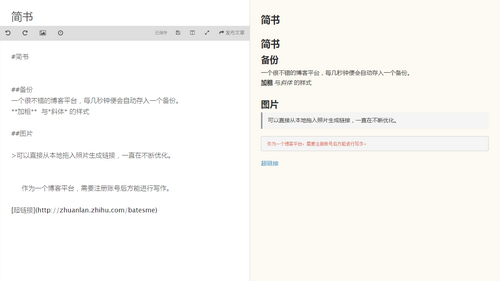 简书
已保存
发布文章
#简书
##备份
一个很不错的博客平台，每几秒钟便会自动存入一个备份。
**加粗** 与*斜体* 的样式
##图片
>可以直接从本地拖入照片生成链接，一直在不断优化。
作为一个博客平台，需要注册账号后方能进行写作。
[超链接](http://zhuanlan.zhihu.com/batesme)
简书
简书
备份
一个很不错的博客平台，每几秒钟便会自动存入一个备份。
加粗 与斜体 的样式
图片
可以直接从本地拖入照片生成链接，一直在不断优化。
作为一个博客平台，需要注册账号后方能进行写作。
超链接